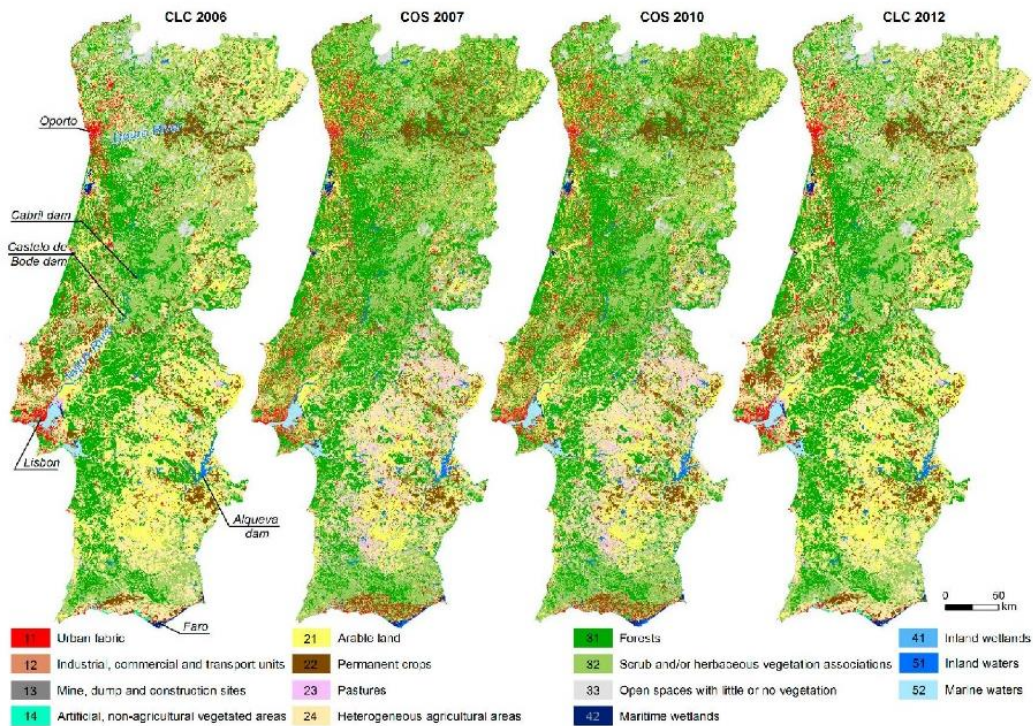 CLC 2006
COS 2007
COS 2010
CLC 2012
Oporto
Douro River
Cabril dam
Castelo de
Bode dam
Tagus River
Lisbon
Alqueva
dam
Faro
0 60
km
11 Urban fabric
12 Industrial, commercial and transport units
13 Mine, dump and construction sites
14 Artificial, non-agricultural vegetated areas
21 Arable land
22 Permanent crops
23 Pastures
24 Heterogeneous agricultural areas
31 Forests
32 Scrub and/or herbaceous vegetation associations
33 Open spaces with little or no vegetation
42 Maritime wetlands
41 Inland wetlands
51 Inland waters
52 Marine waters